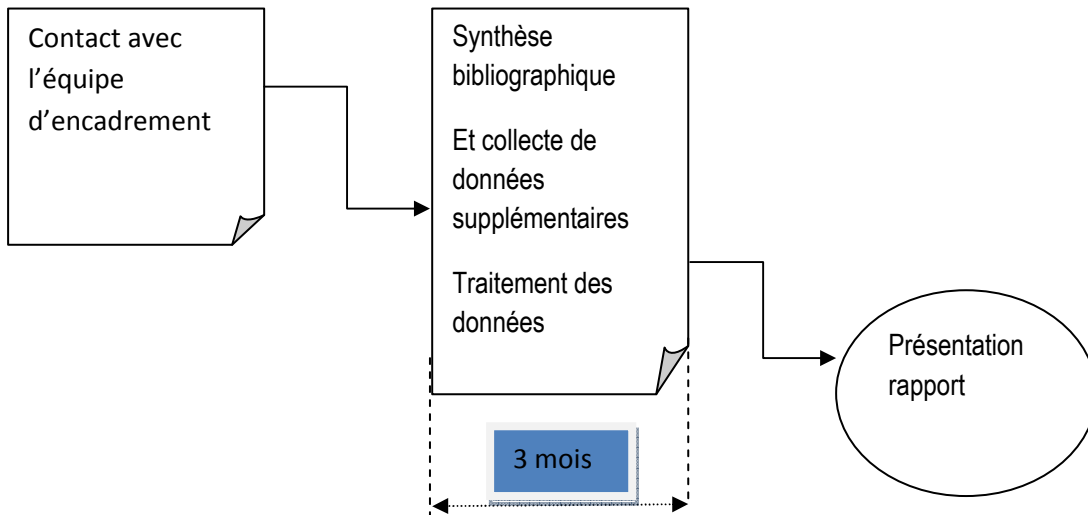 Contact avec
l’équipe
d’encadrement
Synthèse
bibliographique
Et collecte de
données
supplémentaires
Traitement des
données
3 mois
Présentation
rapport